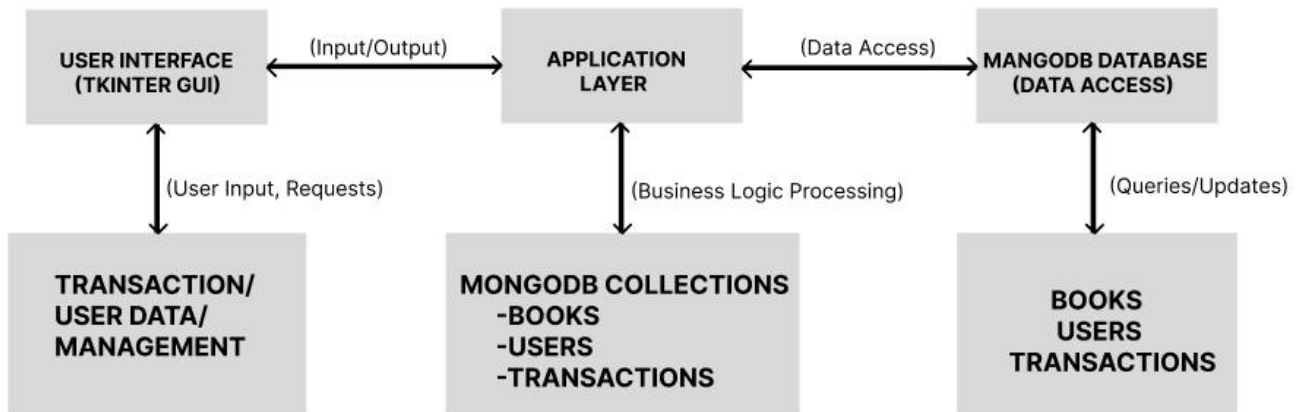 USER INTERFACE
(TKINTER GUI)
(Input/Output)
APPLICATION
LAYER
(Data Access)
MANGODB DATABASE
(DATA ACCESS)
(User Input, Requests)
(Business Logic Processing)
(Queries/Updates)
TRANSACTION/
USER DATA/
MANAGEMENT
MONGODB COLLECTIONS
-BOOKS
-USERS
-TRANSACTIONS
BOOKS
USERS
TRANSACTIONS